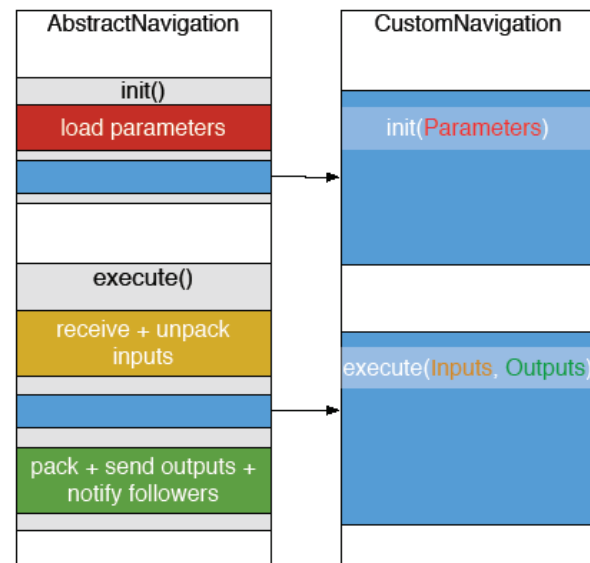 AbstractNavigation
init()
load parameters
execute()
receive + unpack
inputs
pack + send outputs +
notify followers
CustomNavigation
init(Parameters)
execute(Inputs, Outputs)